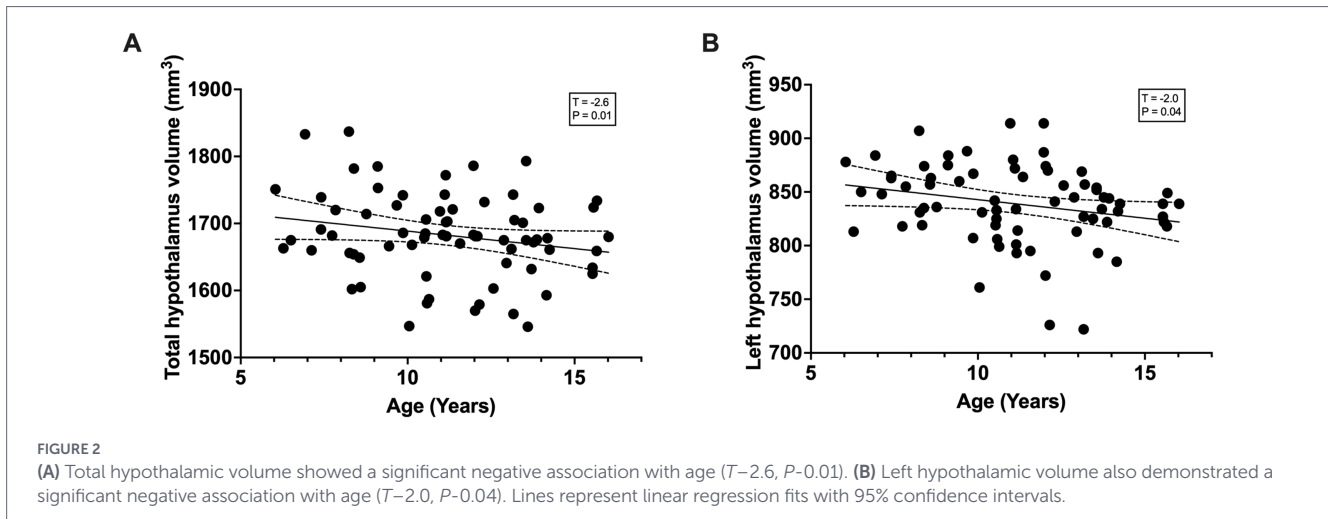 A
B
Total hypothalamus volume (mm³)
1900
1800
1700
1600
1500
5
10
15
Age (Years)
T = -2.6
P = 0.01
Left hypothalamus volume (mm³)
950
900
850
800
750
700
5
10
15
Age (Years)
T = -2.0
P = 0.04
FIGURE 2
(A) Total hypothalamic volume showed a significant negative association with age (T–2.6, P-0.01). (B) Left hypothalamic volume also demonstrated a
significant negative association with age (T–2.0, P-0.04). Lines represent linear regression fits with 95% confidence intervals.